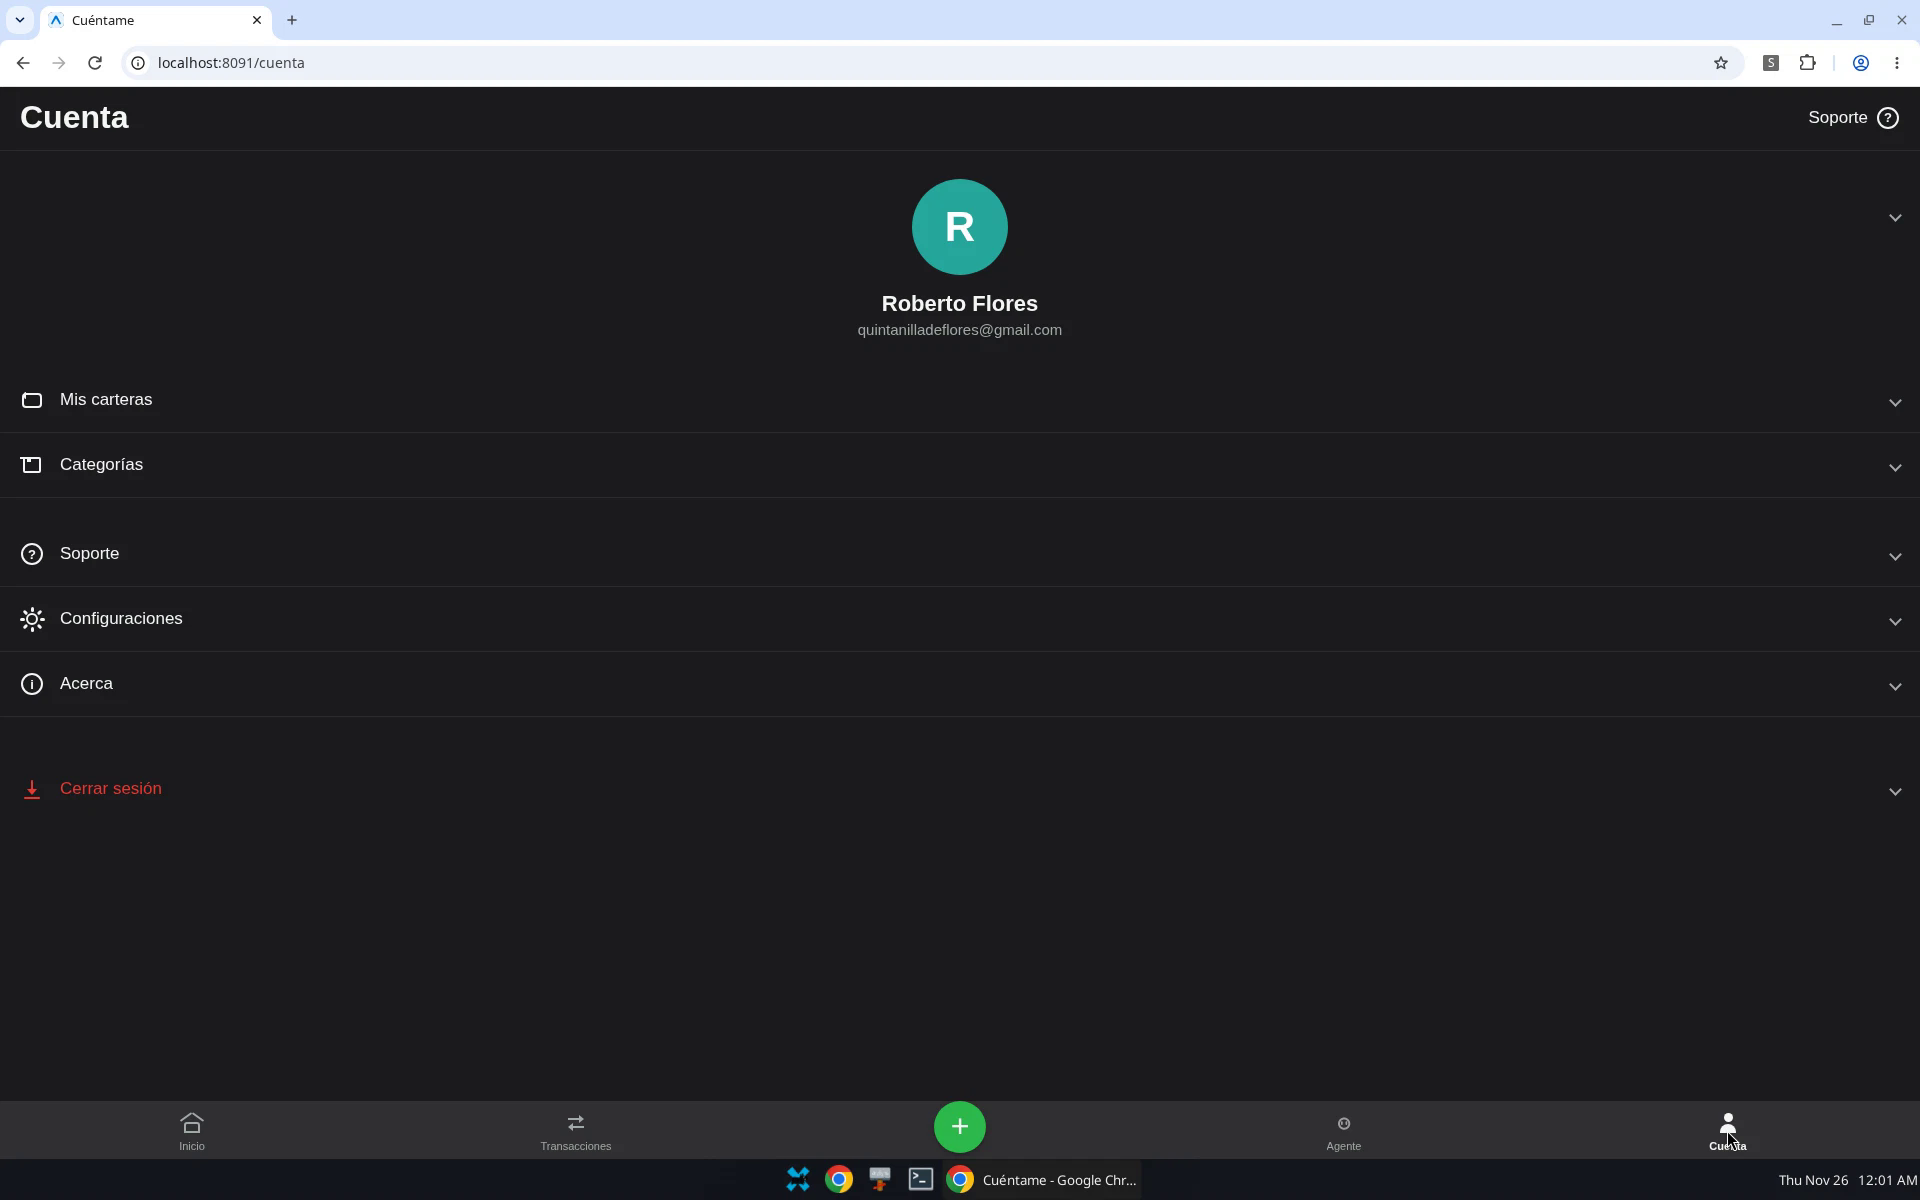 Cuéntame
localhost:8091/cuenta
S
Cuenta
Soporte ?
R
Roberto Flores
quintanilladeflores@gmail.com
Mis carteras
Categorías
? Soporte
Configuraciones
i Acerca
Cerrar sesión
Inicio
Transacciones
+
Agente
Cuenta
Cuéntame - Google Chr...
Thu Nov 26 12:01 AM